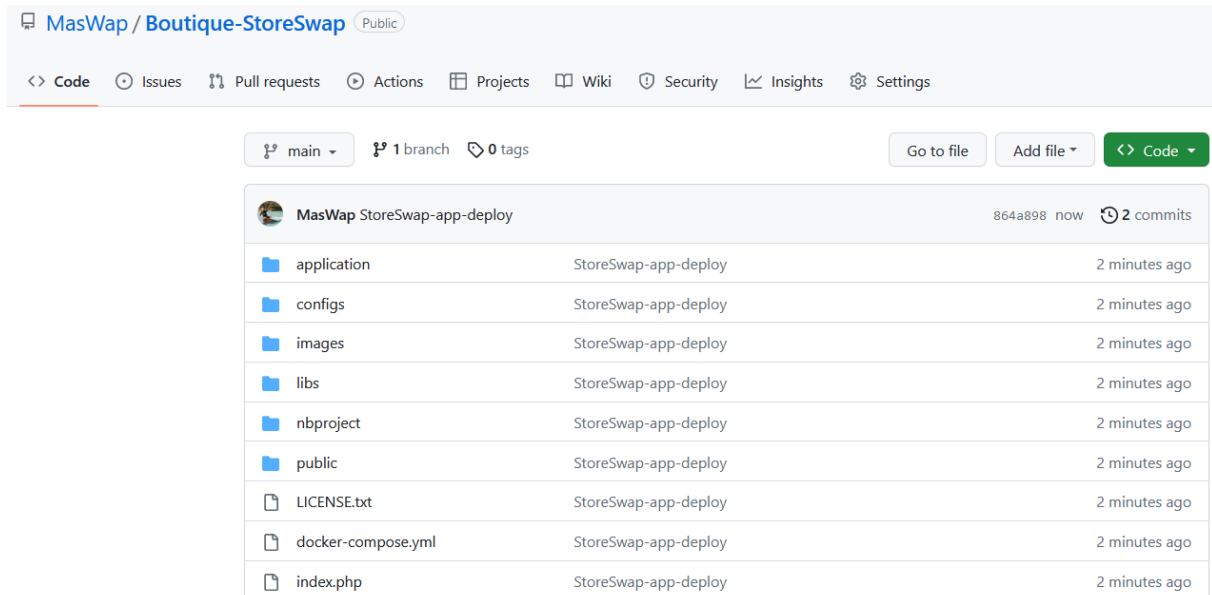 MasWap / Boutique-StoreSwap Public
Code Issues Pull requests Actions Projects Wiki Security Insights Settings
main 1 branch 0 tags Go to file Add file Code
MasWap StoreSwap-app-deploy 864a898 now 2 commits
application StoreSwap-app-deploy 2 minutes ago
configs StoreSwap-app-deploy 2 minutes ago
images StoreSwap-app-deploy 2 minutes ago
libs StoreSwap-app-deploy 2 minutes ago
nbproject StoreSwap-app-deploy 2 minutes ago
public StoreSwap-app-deploy 2 minutes ago
LICENSE.txt StoreSwap-app-deploy 2 minutes ago
docker-compose.yml StoreSwap-app-deploy 2 minutes ago
index.php StoreSwap-app-deploy 2 minutes ago